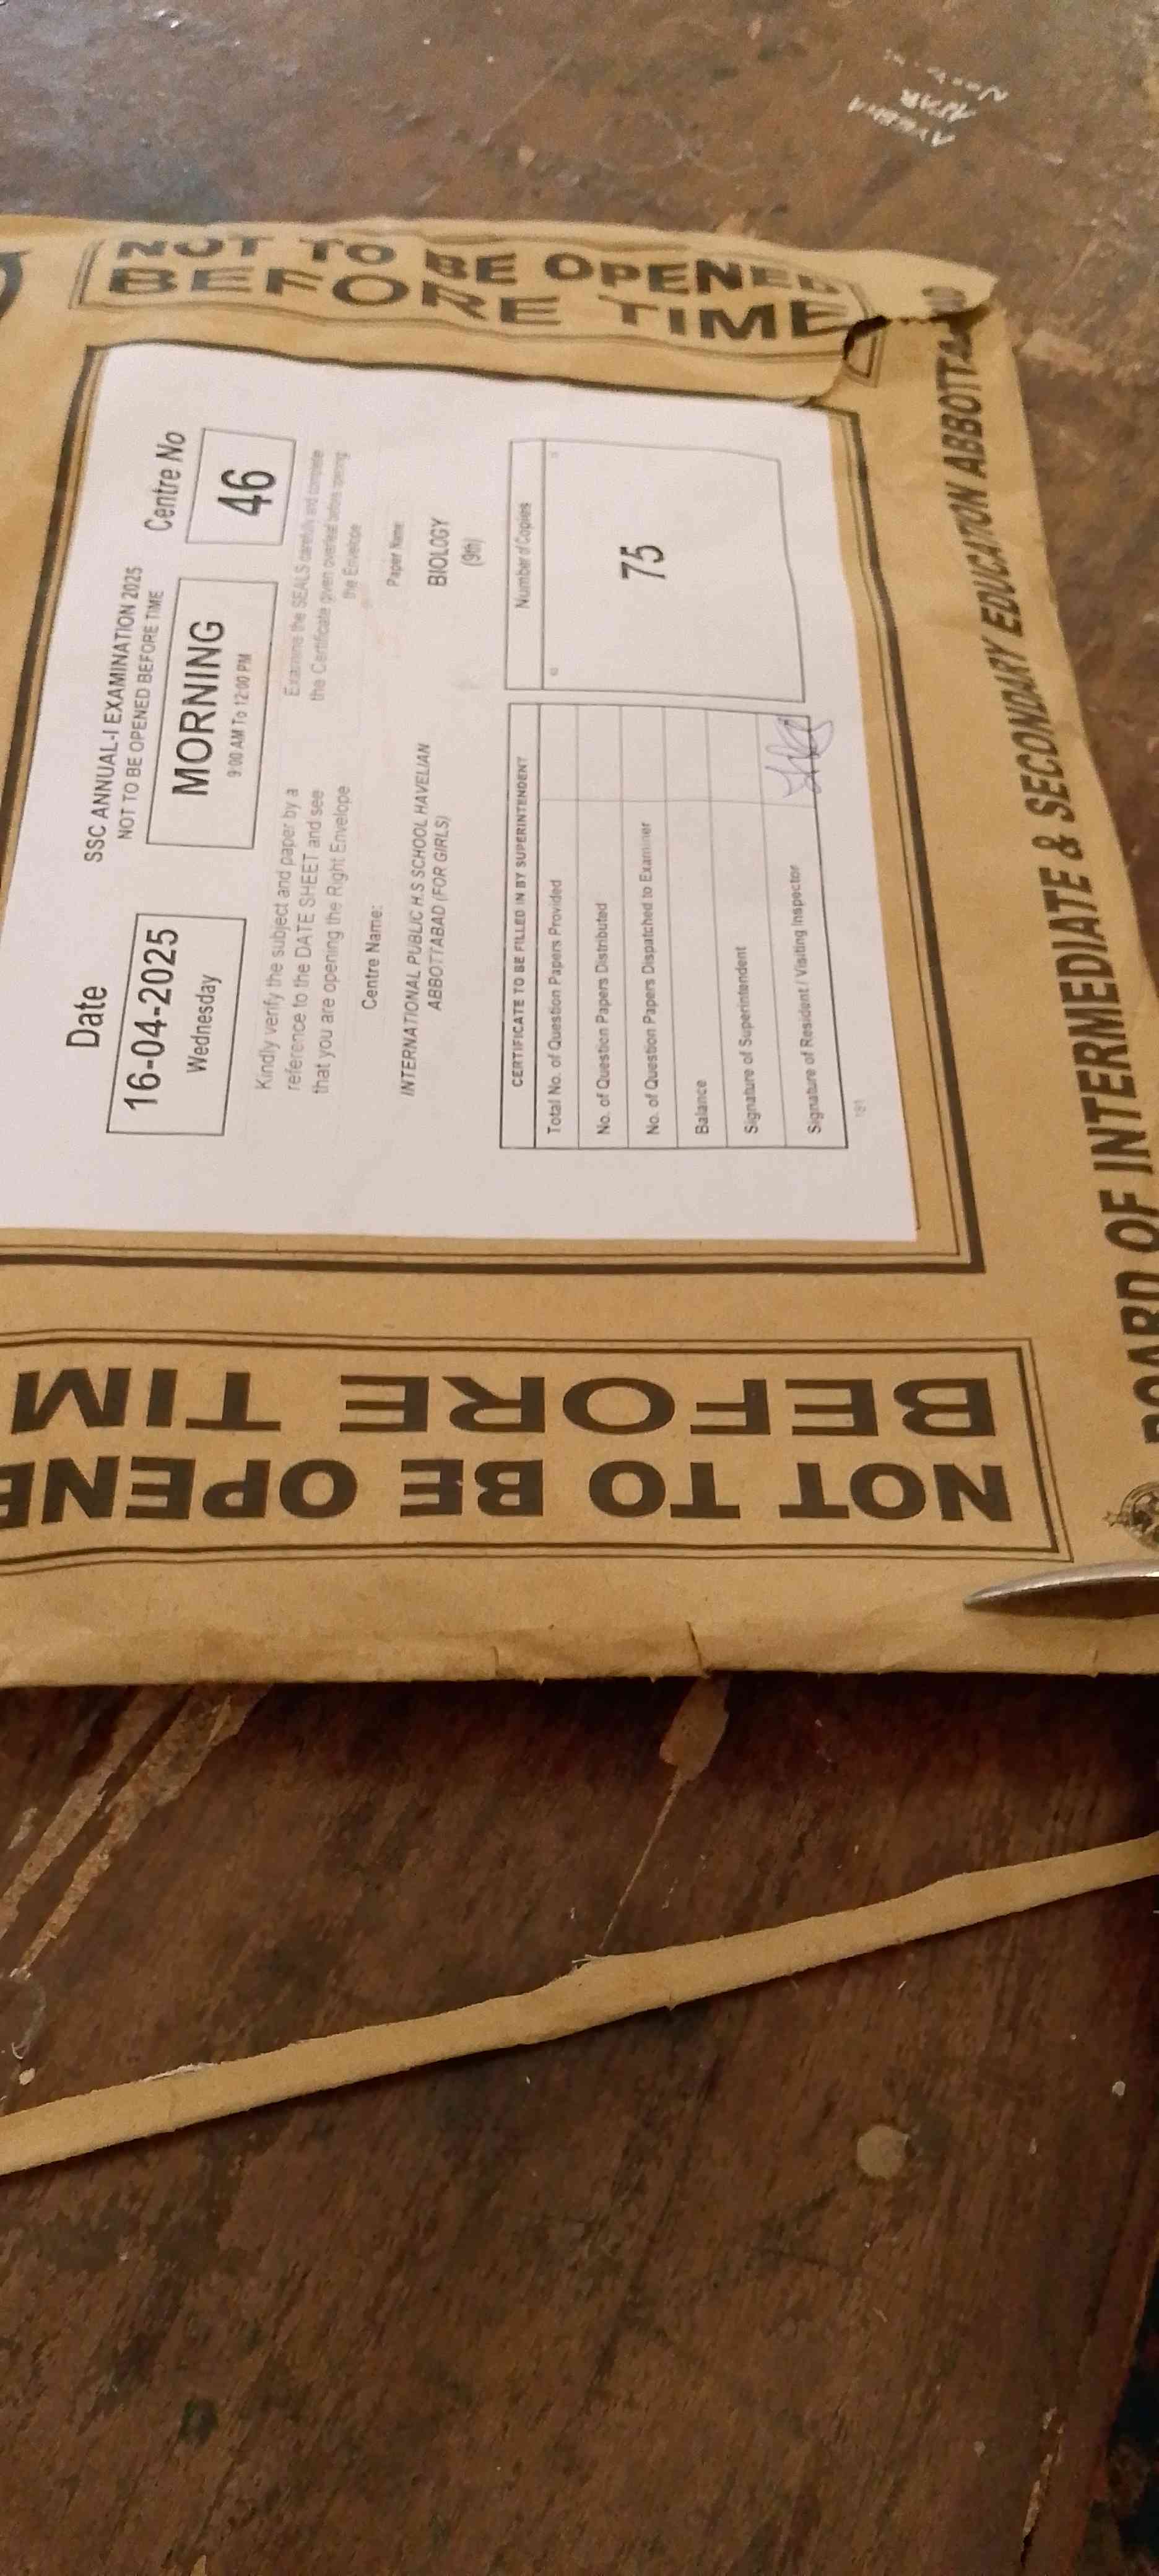 NOT TO BE OPENED
BEFORE TIME
SSC ANNUAL-I EXAMINATION 2025
NOT TO BE OPENED BEFORE TIME
Date
16-04-2025
Wednesday
MORNING
9:00 AM To 12:00 PM
Centre No
46
Kindly verify the subject and paper by a
reference to the DATE SHEET and see
that you are opening the Right Envelope
Examine the SEALS carefully and complete
the Certificate given overleaf before opening
the Envelope
Centre Name:
INTERNATIONAL PUBLIC H.S SCHOOL HAVELIAN
ABBOTTABAD (FOR GIRLS)
Paper Name:
BIOLOGY
(9th)
CERTIFICATE TO BE FILLED IN BY SUPERINTENDENT
Total No. of Question Papers Provided
No. of Question Papers Distributed
No. of Question Papers Dispatched to Examiner
Balance
Signature of Superintendent
Signature of Resident / Visiting Inspector
Number of Copies
75
191
BOARD OF INTERMEDIATE & SECONDARY EDUCATION ABBOTTABAD
NOT TO BE OPENE
BEFORE TIM